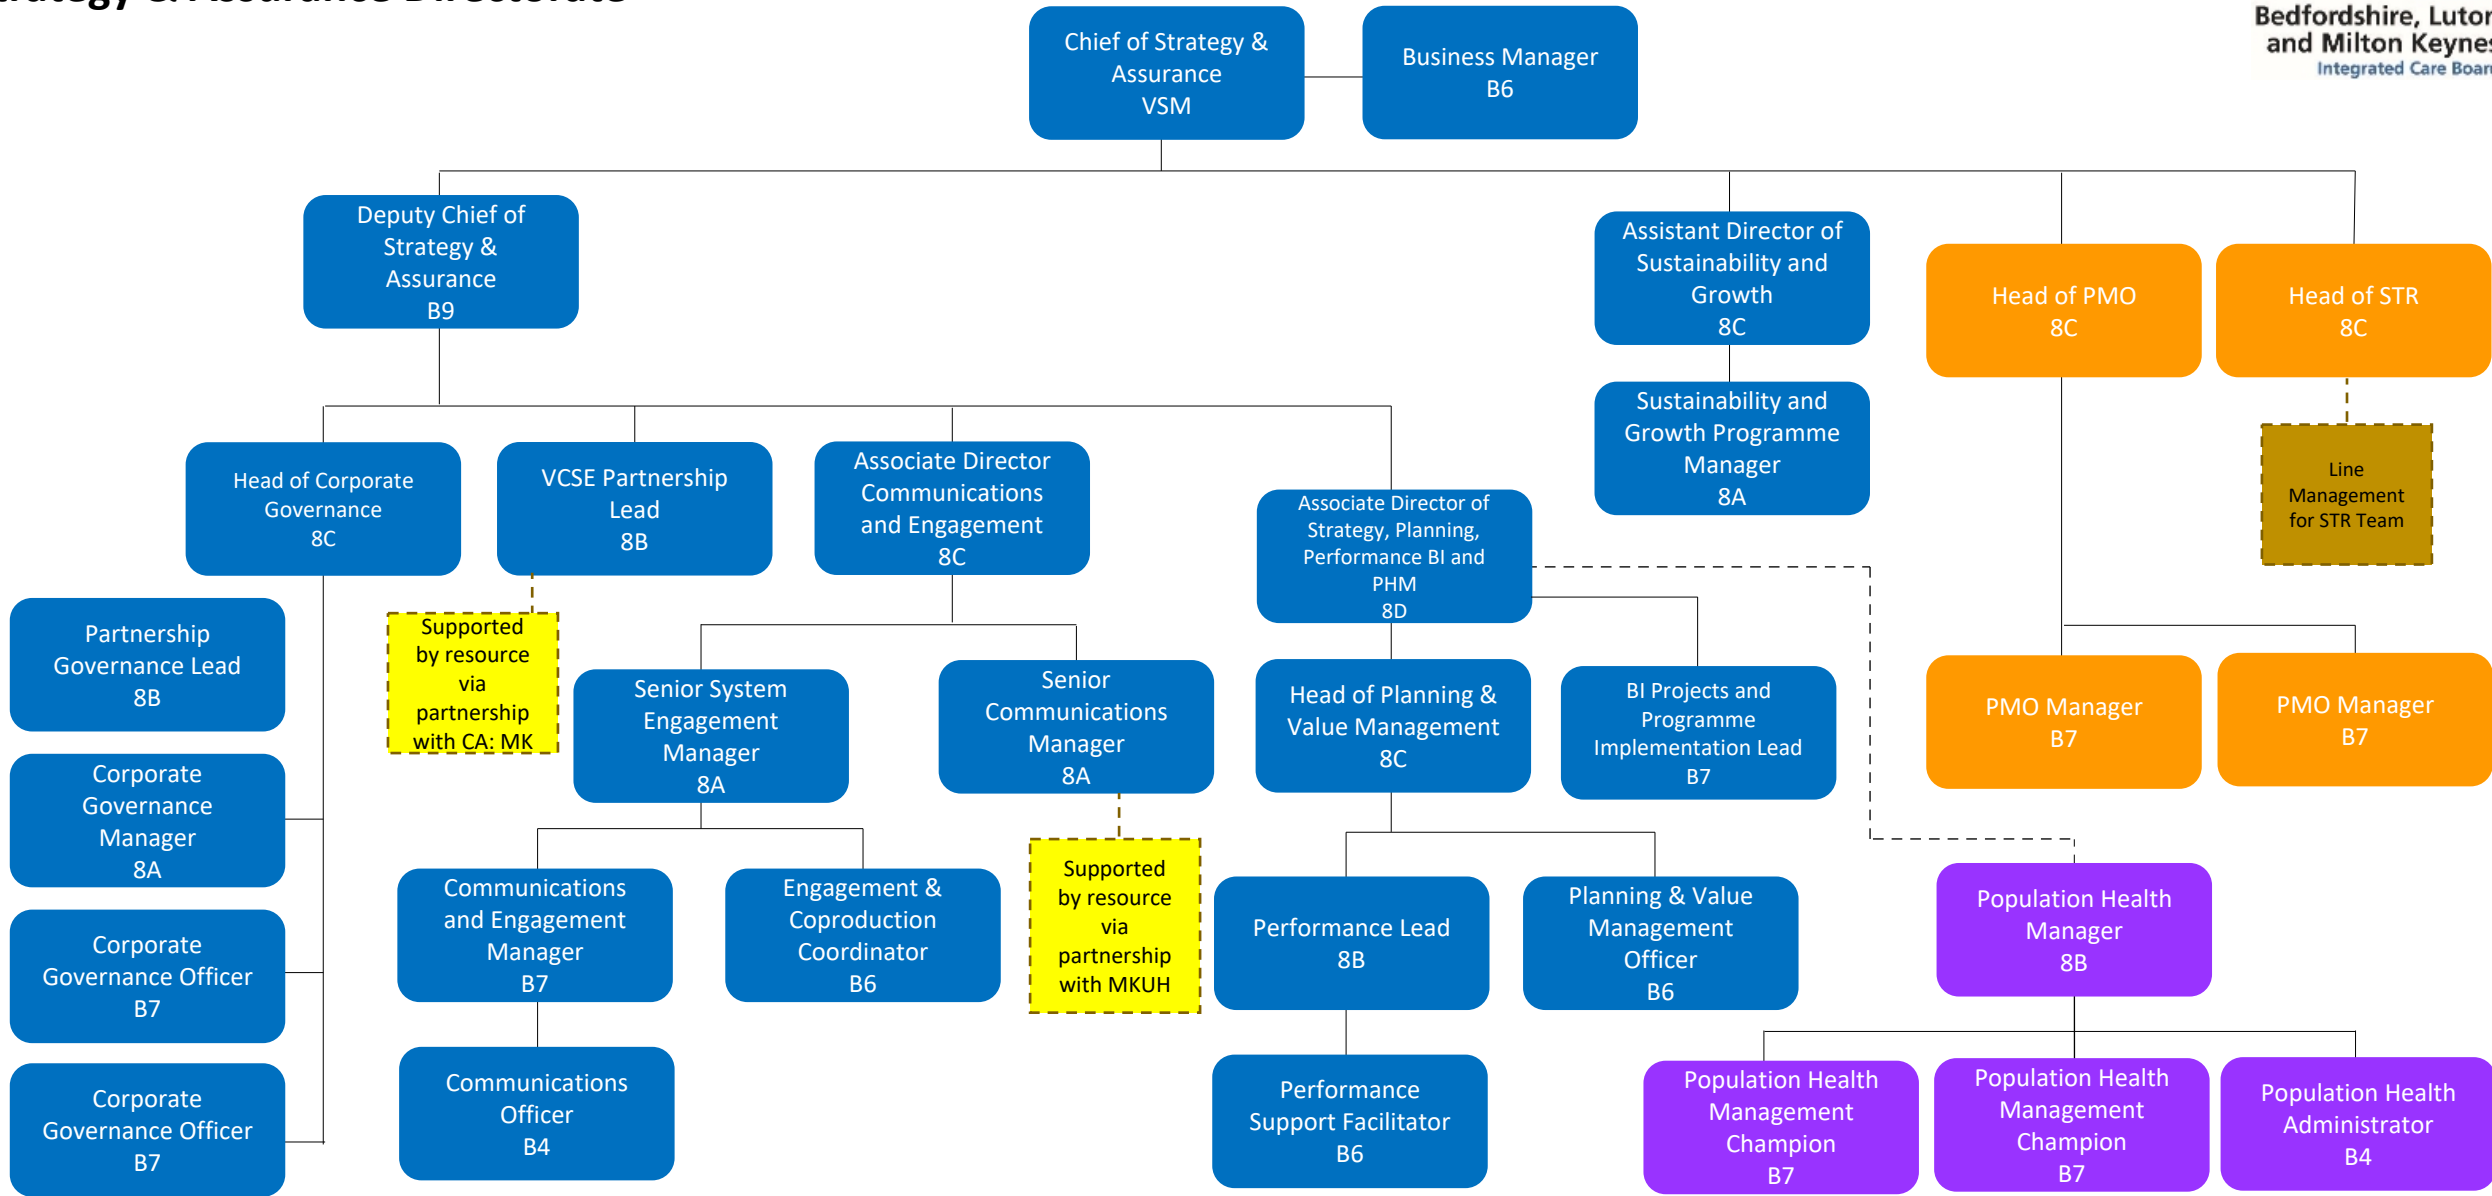 Strategy & Assurance Directorate
Bedfordshire, Luton
and Milton Keynes
Integrated Care Board
Chief of Strategy &
Assurance
VSM
Business Manager
B6
Deputy Chief of
Strategy &
Assurance
B9
Assistant Director of
Sustainability and
Growth
8C
Head of PMO
8C
Head of STR
8C
Sustainability and
Growth Programme
Manager
8A
Line
Management
for STR Team
Head of Corporate
Governance
8C
VCSE Partnership
Lead
8B
Associate Director
Communications
and Engagement
8C
Associate Director of
Strategy, Planning,
Performance BI and
PHM
8D
Partnership
Governance Lead
8B
Supported
by resource
via
partnership
with CA: MK
Senior System
Engagement
Manager
8A
Senior
Communications
Manager
8A
Head of Planning &
Value Management
8C
BI Projects and
Programme
Implementation Lead
B7
PMO Manager
B7
PMO Manager
B7
Corporate
Governance
Manager
8A
Communications
and Engagement
Manager
B7
Engagement &
Coproduction
Coordinator
B6
Supported
by resource
via
partnership
with MKUH
Performance Lead
8B
Planning & Value
Management
Officer
B6
Population Health
Manager
8B
Corporate
Governance Officer
B7
Corporate
Governance Officer
B7
Communications
Officer
B4
Performance
Support Facilitator
B6
Population Health
Management
Champion
B7
Population Health
Management
Champion
B7
Population Health
Administrator
B4